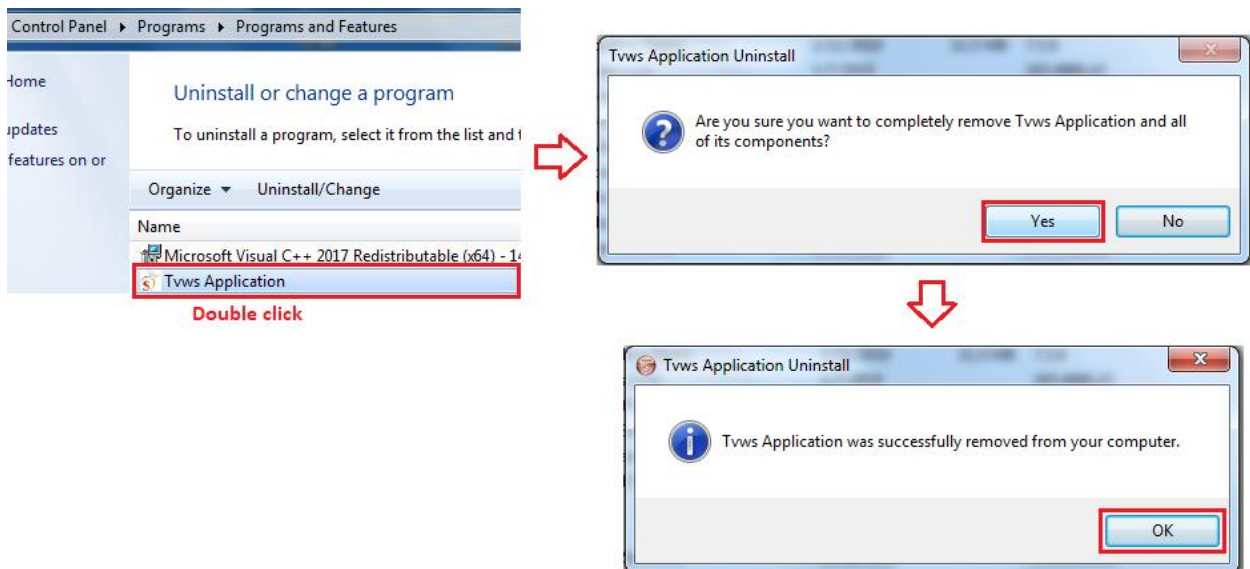 Control Panel ▸ Programs ▸ Programs and Features
Home
updates
features on or
Uninstall or change a program
To uninstall a program, select it from the list and
Organize ▾ Uninstall/Change
Name
Microsoft Visual C++ 2017 Redistributable (x64) - 14
Tvws Application
Double click
Tvws Application Uninstall
Are you sure you want to completely remove Tvws Application and all
of its components?
Yes No
Tvws Application Uninstall
Tvws Application was successfully removed from your computer.
OK